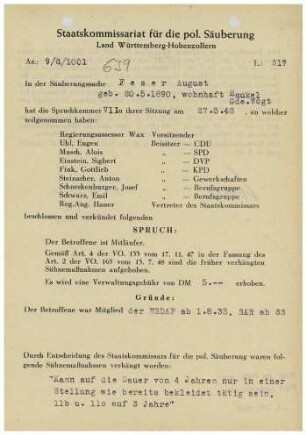 Staatskommissariat für die pol. Säuberung
Land Württemberg-Hohenzollern
Az.: 9/d/1001
639
I.: 317
In der Säuberungssache Feser August
geb. 20.5.1890, wohnhaft
Gde.Vogt
hat die Spruchkammer VII in ihrer Sitzung am 27.8.48 , an welcher
teilgenommen haben:
Regierungsassessor Wax Vorsitzender
Uhl, Eugen Beisitzer — CDU
Masch, Alois „ — SPD
Einstein, Sigbert „ — DVP
Fink, Gottlieb „ — KPD
Steinacher, Anton „ — Gewerkschaften
Schneckenburger, Josef „ — Berufsgruppe
Schwarz, Emil „ — Berufsgruppe
Reg.Ang. Hauer Vertreter des Staatskommissars
beschlossen und verkündet folgenden
SPRUCH:
Der Betroffene ist Mitläufer.
Gemäß Art. 4 der VO. 133 vom 17. 11. 47 in der Fassung des
Art. 2 der VO. 165 vom 13. 7. 48 sind die früher verhängten
Sühnemaßnahmen aufgehoben.
Es wird eine Verwaltungsgebühr von DM 5.-- erhoben.
Gründe:
Der Betroffene war Mitglied der NSDAP ab 1.8.33, SAR ab 33
Durch Entscheidung des Staatskommissars für die pol. Säuberung waren fol-
gende Sühnemaßnahmen verhängt worden:
"Kann auf die Dauer von 4 Jahren nur in einer
Stellung wie bereits bekleidet tätig sein,
11b u. 11c auf 3 Jahre"